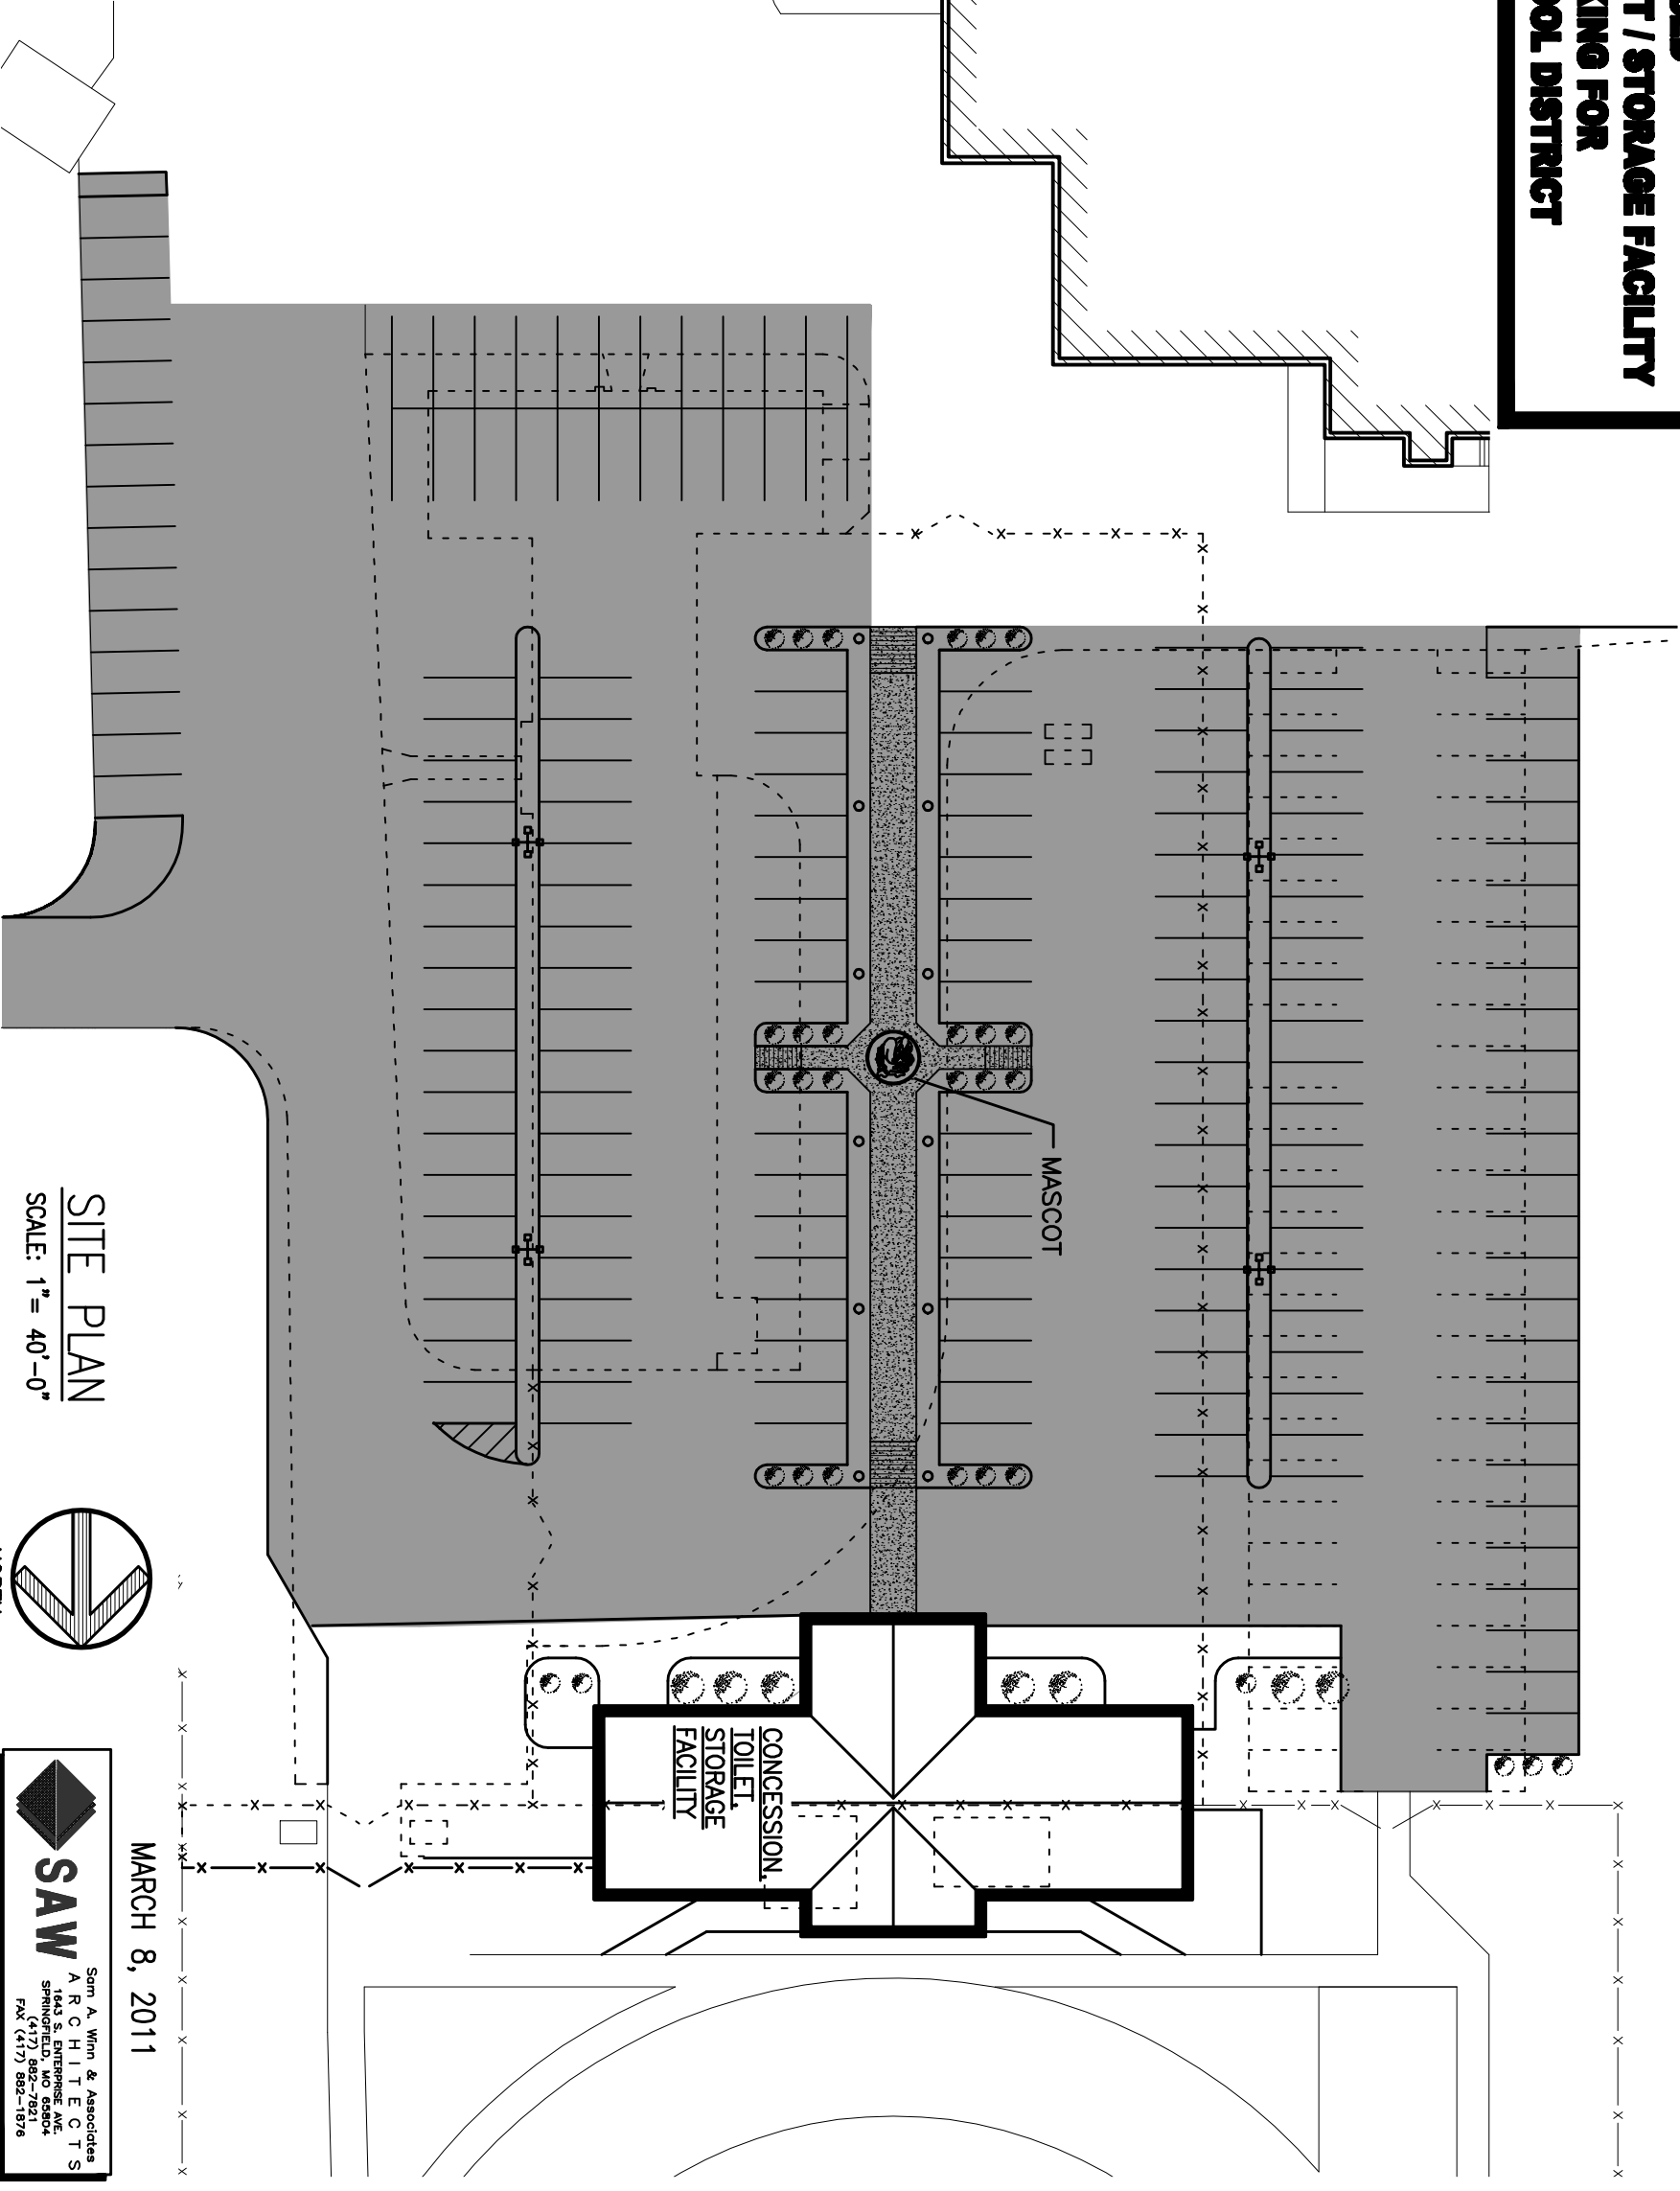 T / STORAGE FACILITY
KING FOR
OOL DISTRICT
MASCOT
CONCESSION,
TOILET,
STORAGE
FACILITY
SITE PLAN
SCALE: 1"= 40'-0"
MARCH 8, 2011
SAW
Sam A. Winn & Associates
ARCHITECTS
1643 S. ENTERPRISE AVE.
SPRINGFIELD, MO 65804
(417) 882-7821
FAX (417) 882-1876